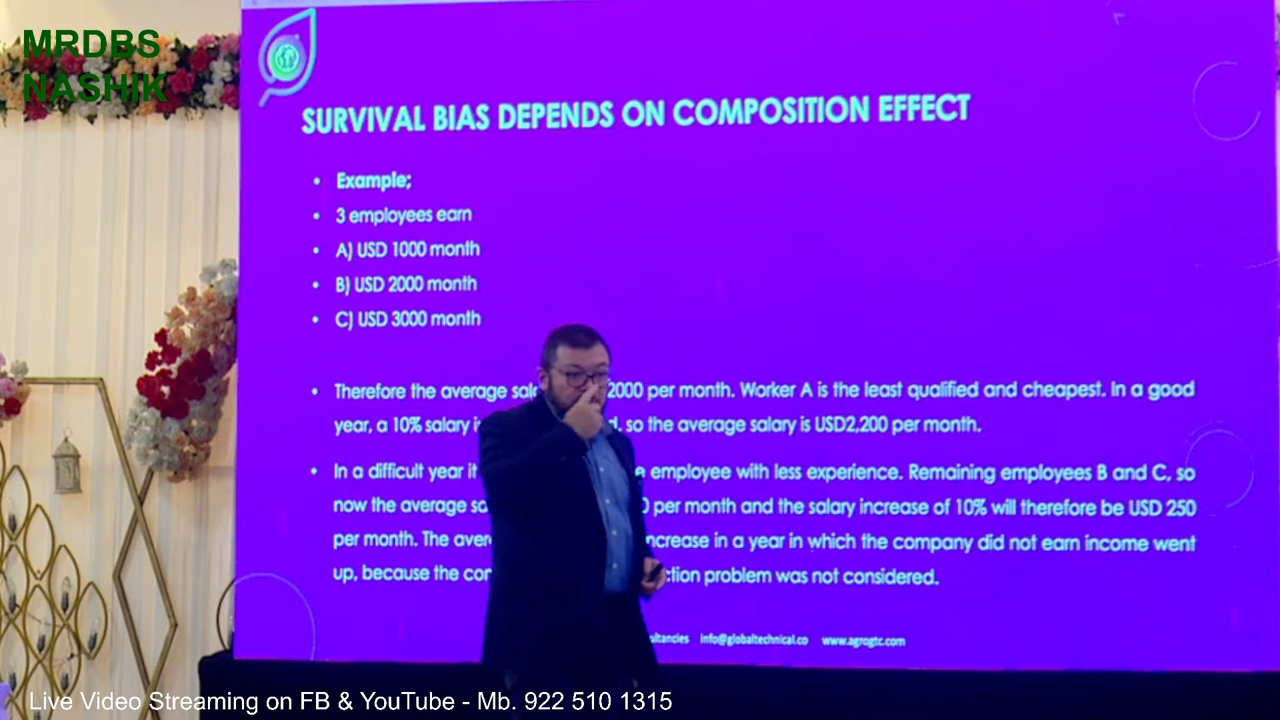 MRDBS
NASHIK
SURVIVAL BIAS DEPENDS ON COMPOSITION EFFECT
• Example;
• 3 employees earn
• A) USD 1000 month
• B) USD 2000 month
• C) USD 3000 month
• Therefore the average 2000 per month. Worker A is the least qualified and cheapest. In a good
year, a 10% salary so the average salary is USD2,200 per month.
• In a difficult year it employee with less experience. Remaining employees B and C, so
now the average per month and the salary increase of 10% will therefore be USD 250
per month. The increase in a year in which the company did not earn income went
up, because the problem was not considered.
info@globaltechnical.co www.agrogtc.com
Live Video Streaming on FB & YouTube - Mb. 922 510 1315